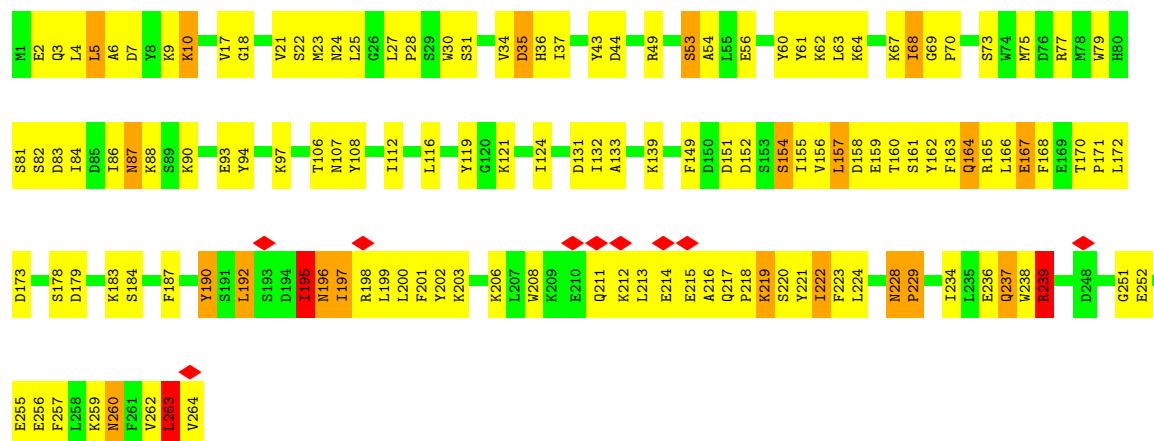 M1 E2 Q3 L4 L5 A6 D7 Y8 K9 K10 V17 G18 V21 S22 M23 N24 L25 G26 L27 P28 S29 W30 S31 V34 D35 H36 I37 Y43 D44 R49 S53 A54 L55 E56 Y60 Y61 K62 L63 K64 K67 I68 G69 P70 S73 W74 M75 D76 R77 M78 W79 H80
S81 S82 D83 I84 D85 I86 N87 K88 S89 K90 E93 Y94 K97 T106 N107 Y108 I112 L116 Y119 G120 K121 I124 D131 I132 A133 K139 F149 D150 D151 D152 S153 S154 I155 V156 L157 D158 E159 T160 S161 Y162 F163 Q164 R165 L166 E167 F168 E169 T170 P171 L172
D173 S178 D179 K183 S184 F187 Y190 S191 L192 S193 D194 I195 N196 I197 R198 L199 L200 F201 Y202 K203 K206 L207 W208 K209 E210 Q211 K212 L213 E214 E215 A216 Q217 P218 K219 S220 Y221 I222 F223 L224 N228 P229 I234 L235 E236 Q237 W238 R239 D248 G251 E252
E255 E256 F257 L258 K259 N260 F261 V262 L263 V264